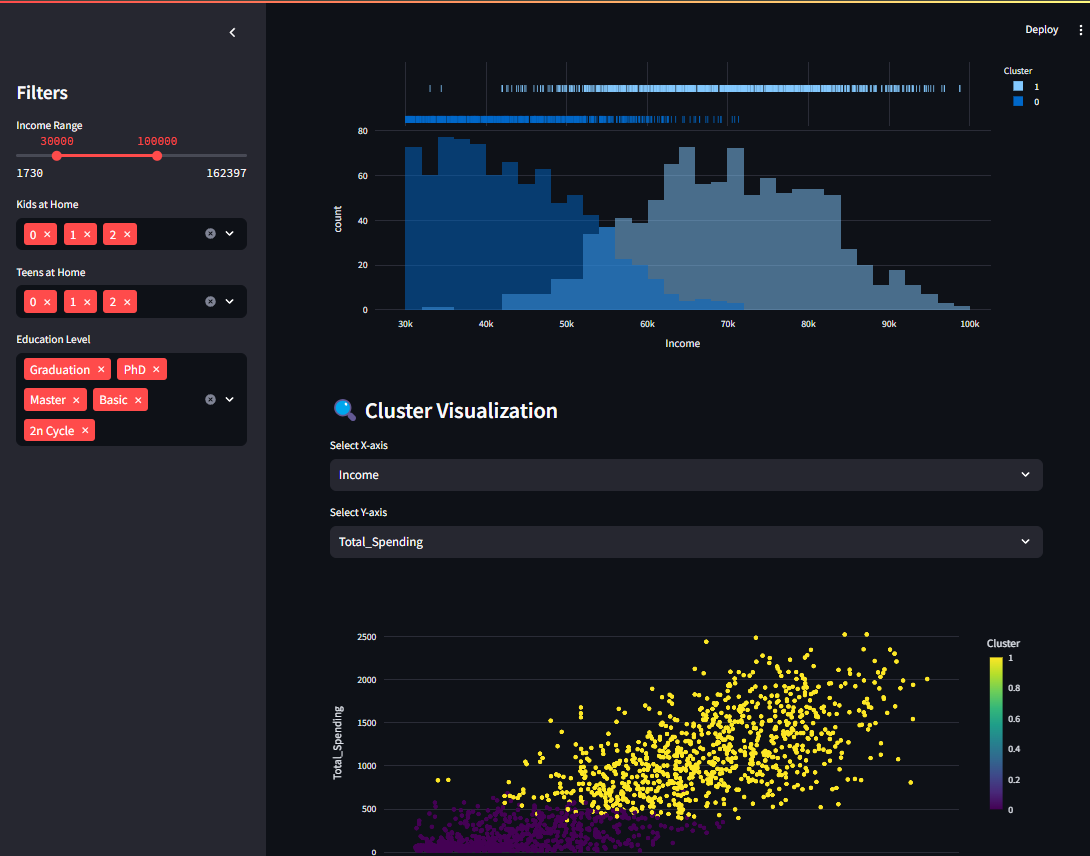 Deploy
Filters
Income Range
30000 100000
1730 162397
Kids at Home
0 1 2
Teens at Home
0 1 2
Education Level
Graduation PhD
Master Basic
2n Cycle
Cluster
1
0
80
60
40
20
0
count
30k 40k 50k 60k 70k 80k 90k 100k
Income
Cluster Visualization
Select X-axis
Income
Select Y-axis
Total_Spending
2500
2000
1500
1000
500
0
Total_Spending
Cluster
1
0.8
0.6
0.4
0.2
0